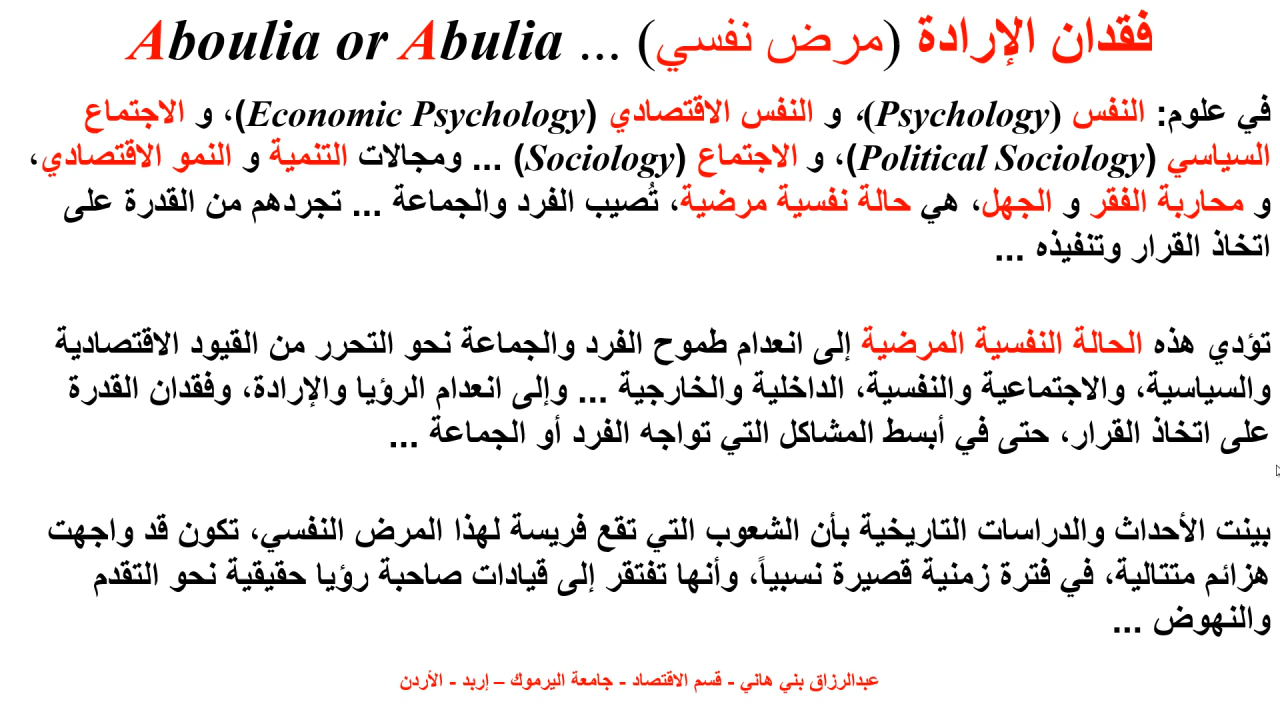 فقدان الإرادة (مرض نفسي) ... Aboulia or Abulia
في علوم: النفس (Psychology)، و النفس الاقتصادي (Economic Psychology)، و الاجتماع
السياسي (Political Sociology)، و الاجتماع (Sociology) ... ومجالات التنمية و النمو الاقتصادي،
و محاربة الفقر و الجهل، هي حالة نفسية مرضية، تُصيب الفرد والجماعة ... تجردهم من القدرة على
اتخاذ القرار وتنفيذه ...
تؤدي هذه الحالة النفسية المرضية إلى انعدام طموح الفرد والجماعة نحو التحرر من القيود الاقتصادية
والسياسية، والاجتماعية والنفسية، الداخلية والخارجية ... وإلى انعدام الرؤيا والإرادة، وفقدان القدرة
على اتخاذ القرار، حتى في أبسط المشاكل التي تواجه الفرد أو الجماعة ...
بينت الأحداث والدراسات التاريخية بأن الشعوب التي تقع فريسة لهذا المرض النفسي، تكون قد واجهت
هزائم متتالية، في فترة زمنية قصيرة نسبياً، وأنها تفتقر إلى قيادات صاحبة رؤيا حقيقية نحو التقدم
والنهوض ...
عبدالرزاق بني هاني - قسم الاقتصاد - جامعة اليرموك – إربد - الأردن